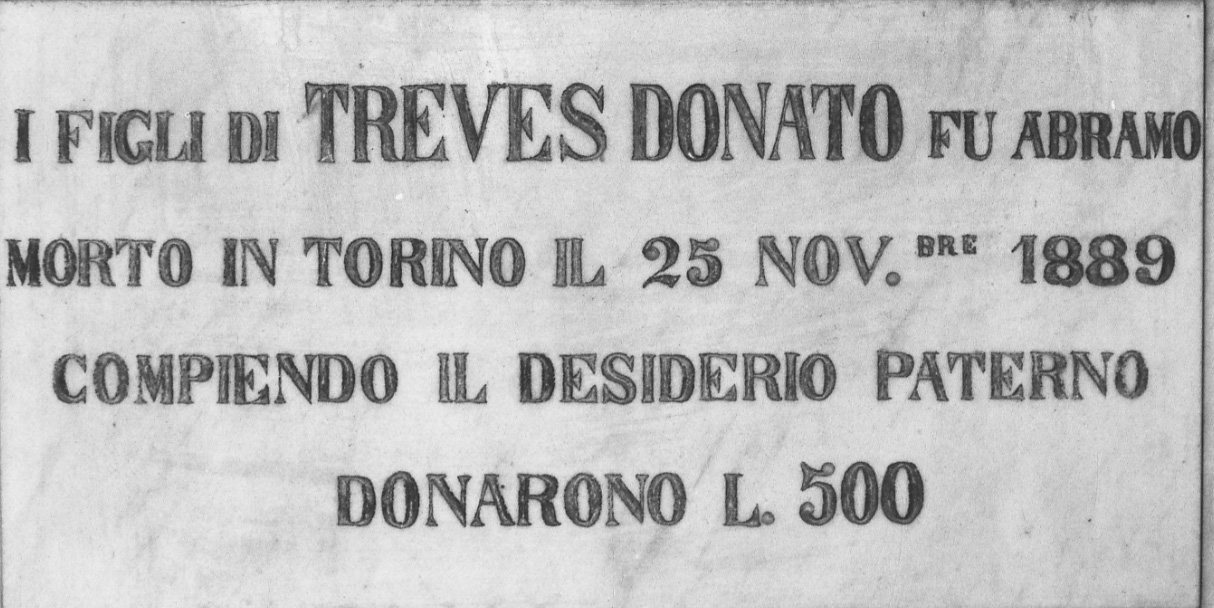 I FIGLI DI TREVES DONATO FU ABRAMO
MORTO IN TORINO IL 25 NOV.BRE 1889
COMPIENDO IL DESIDERIO PATERNO
DONARONO L. 500